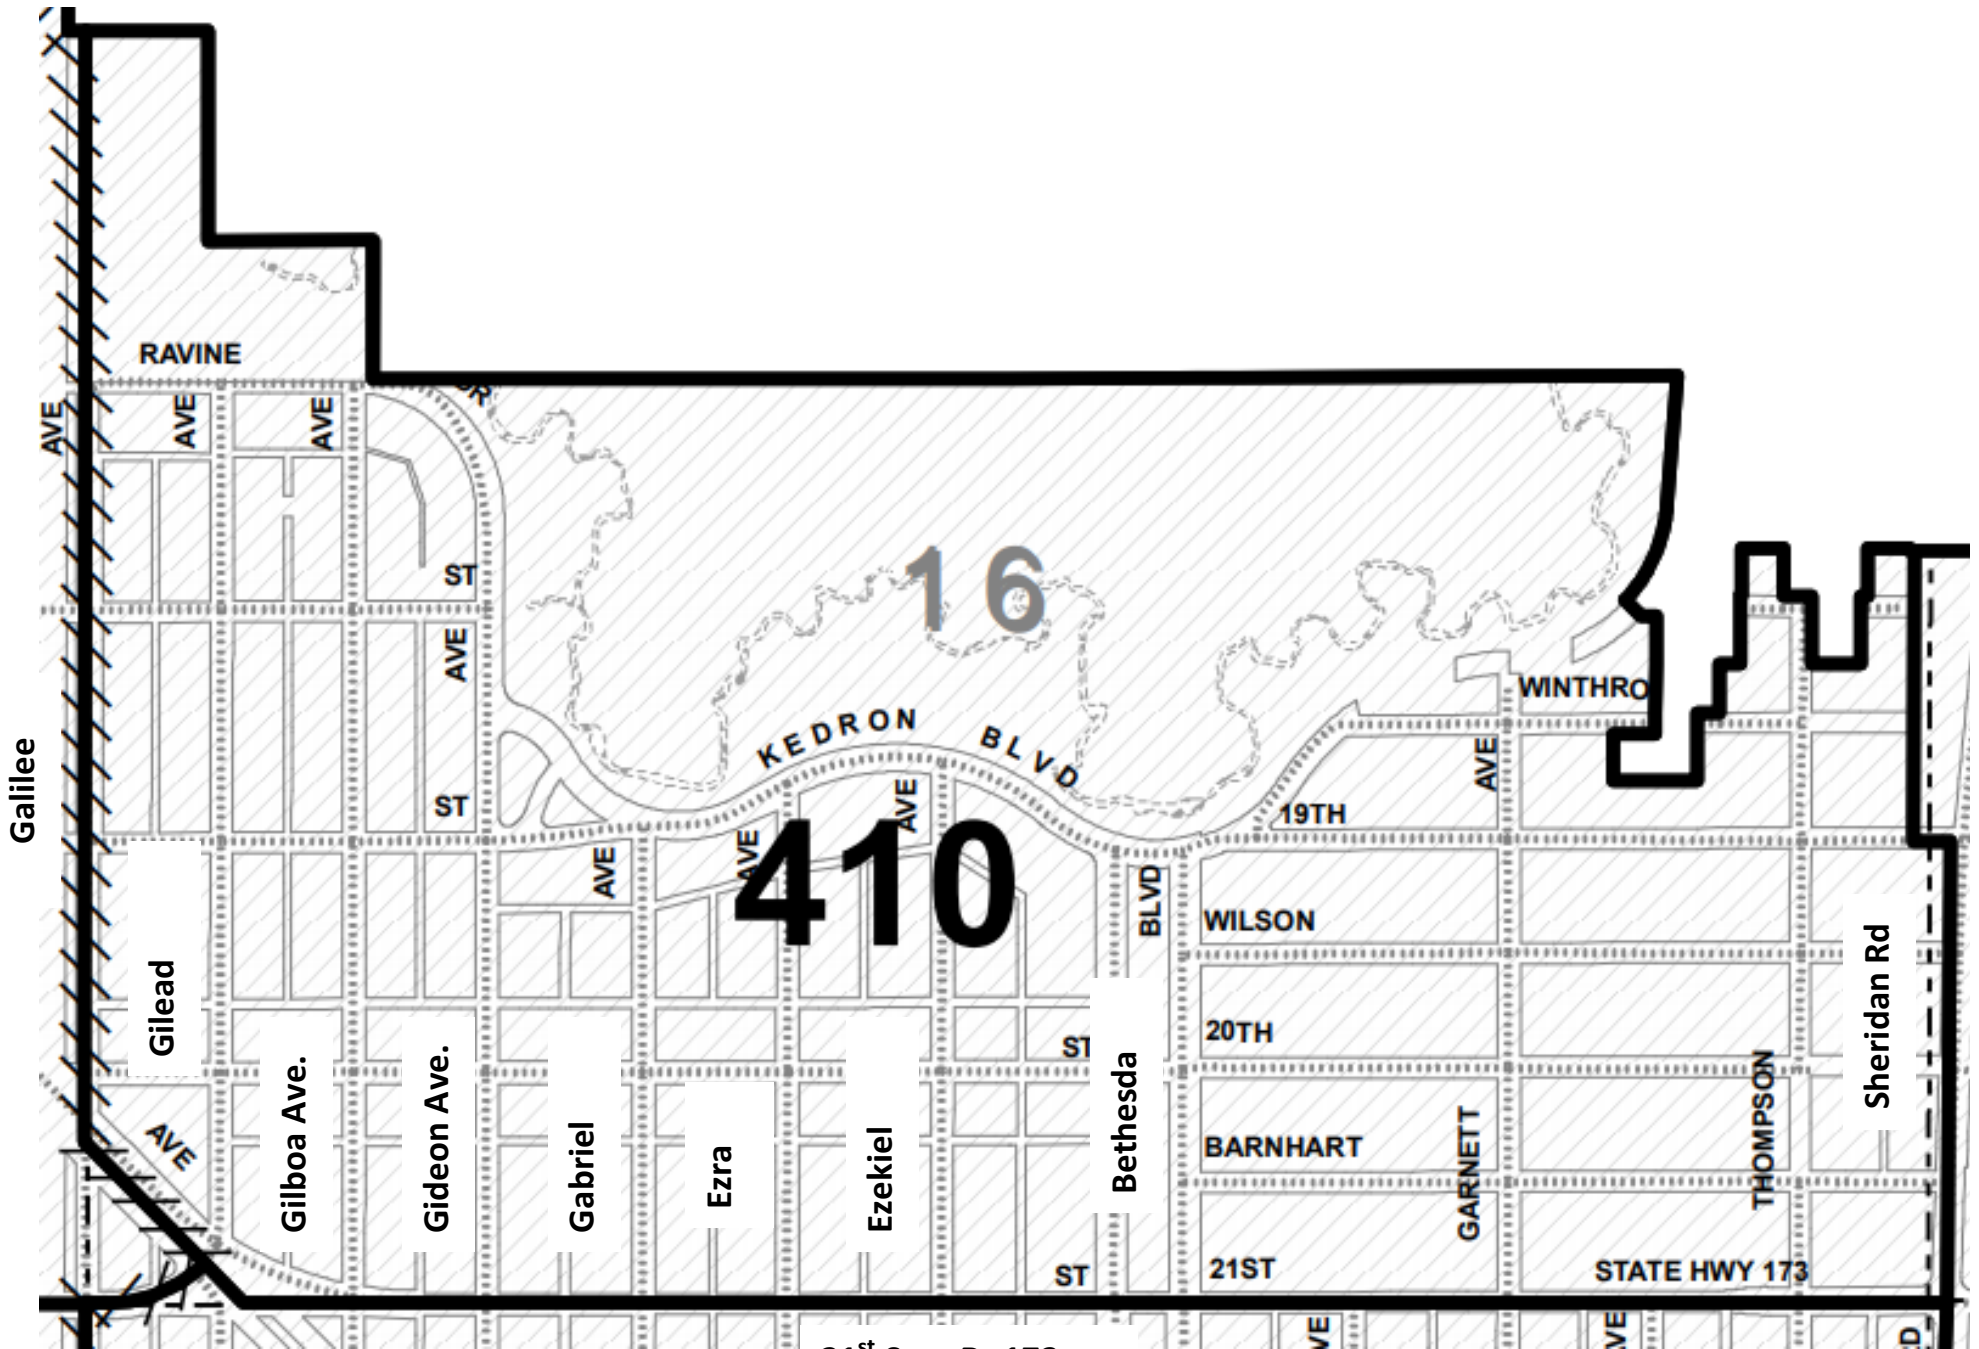 RAVINE
DR
AVE
AVE
AVE
ST
16
AVE
WINTHRO
KEDRON BLVD
Galilee
AVE
AVE
ST
19TH
410
AVE
AVE
BLVD
WILSON
Sheridan Rd
Gilead
20TH
ST
Gilboa Ave.
Gideon Ave.
Gabriel
Ezra
Ezekiel
Bethesda
BARNHART
GARNETT
THOMPSON
AVE
ST
21ST
STATE HWY 173